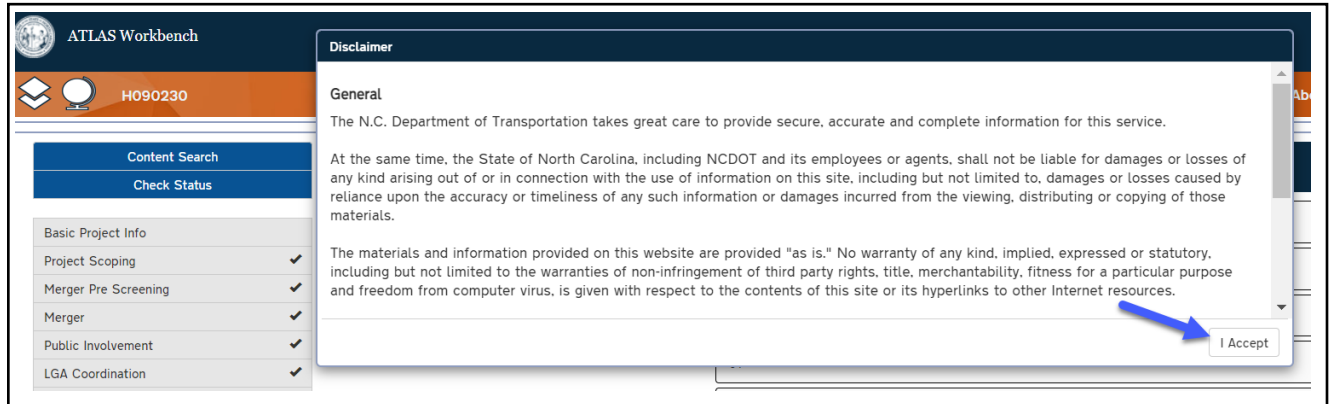 ATLAS Workbench
H090230
Content Search
Check Status
Basic Project Info
Project Scoping
Merger Pre Screening
Merger
Public Involvement
LGA Coordination
Disclaimer
General
The N.C. Department of Transportation takes great care to provide secure, accurate and complete information for this service.
At the same time, the State of North Carolina, including NCDOT and its employees or agents, shall not be liable for damages or losses of
any kind arising out of or in connection with the use of information on this site, including but not limited to, damages or losses caused by
reliance upon the accuracy or timeliness of any such information or damages incurred from the viewing, distributing or copying of those
materials.
The materials and information provided on this website are provided "as is." No warranty of any kind, implied, expressed or statutory,
including but not limited to the warranties of non-infringement of third party rights, title, merchantability, fitness for a particular purpose
and freedom from computer virus, is given with respect to the contents of this site or its hyperlinks to other Internet resources.
I Accept